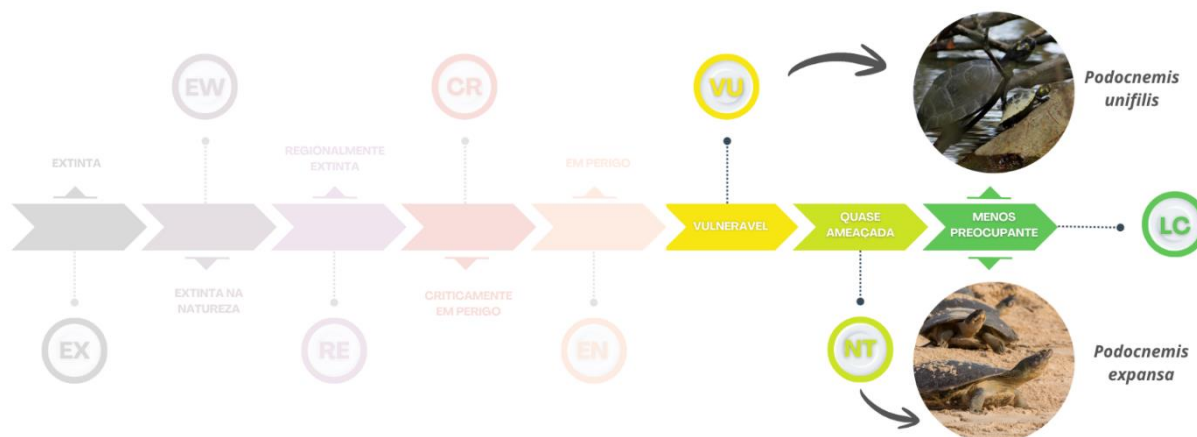 EW
CR
VU
Podocnemis
unifilis
EXTINTA
REGIONALMENTE
EXTINTA
EM PERIGO
VULNERAVEL
QUASE
AMEAÇADA
MENOS
PREOCUPANTE
LC
EXTINTA NA
NATUREZA
CRITICAMENTE
EM PERIGO
EX
RE
EN
NT
Podocnemis
expansa